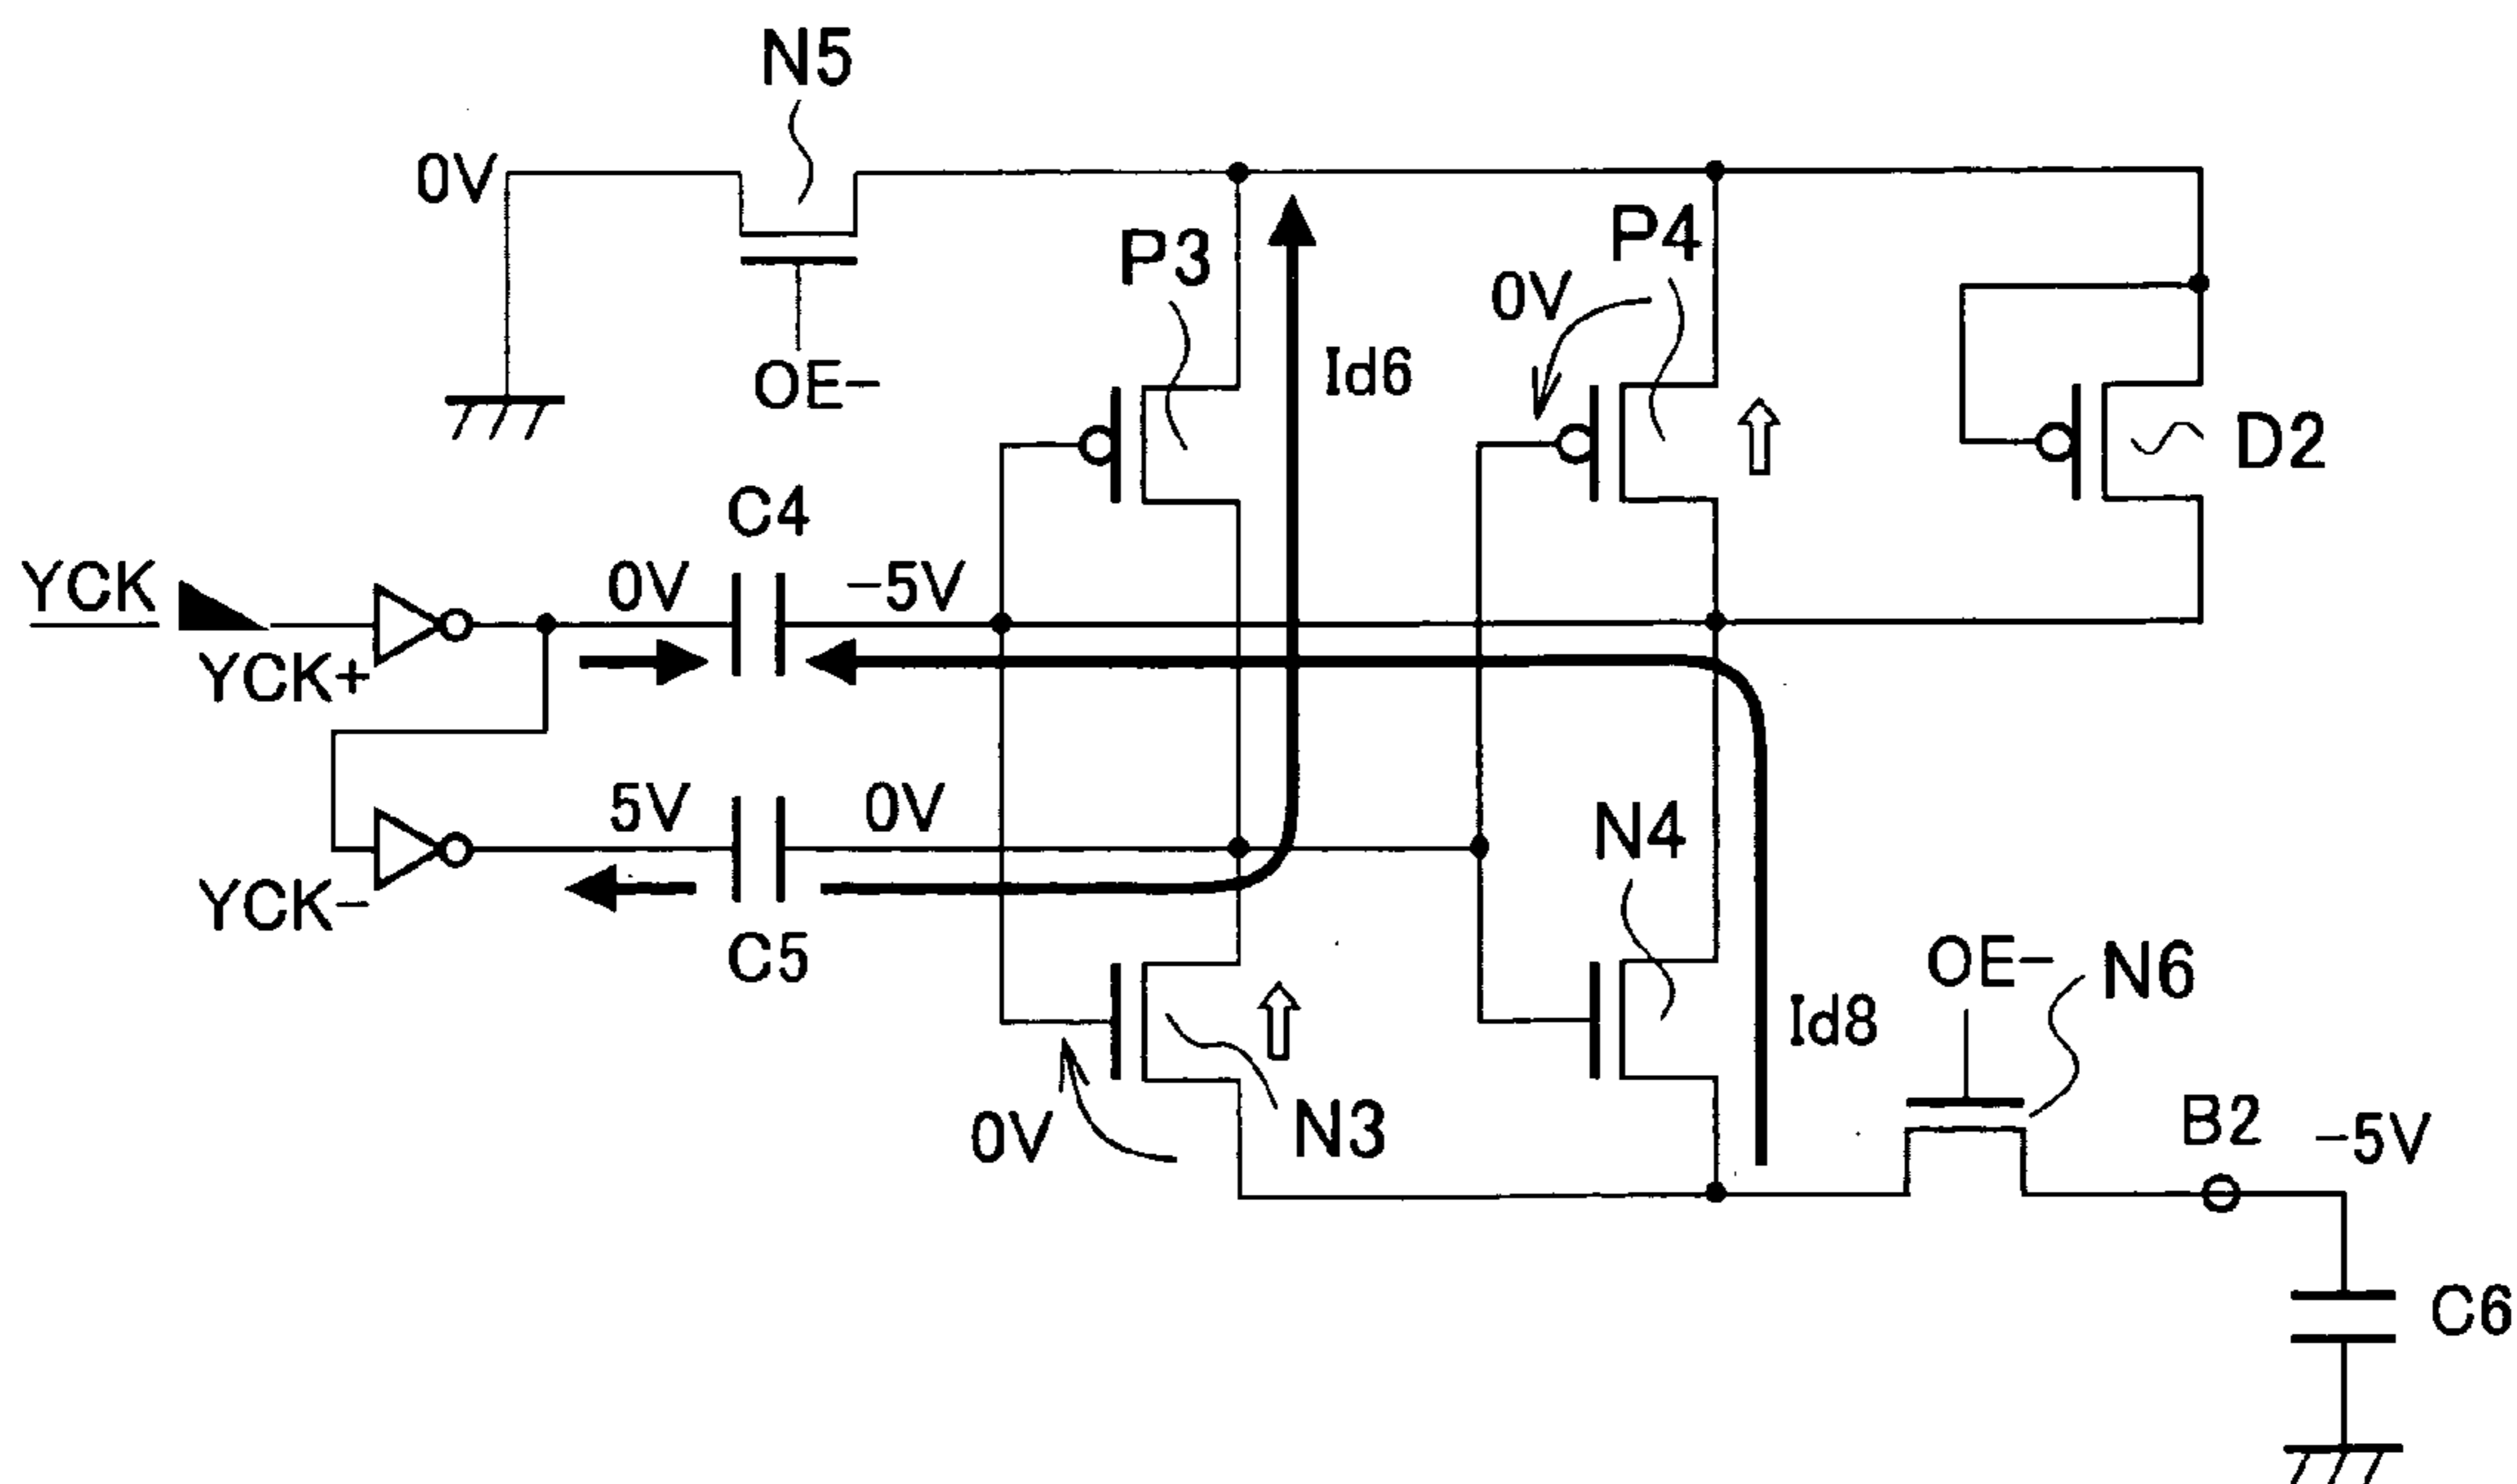 N5
0V
P3
P4
0V
OE-
Id6
D2
C4
YCK
0V
-5V
YCK+
5V
0V
N4
YCK-
C5
OE-
N6
Id8
B2
-5V
0V
N3
C6